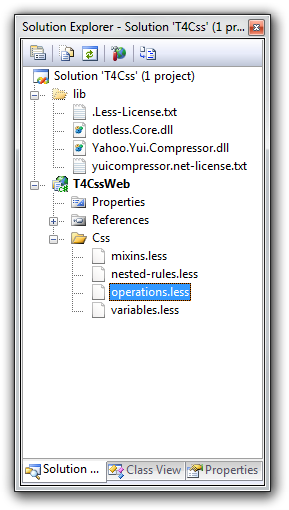 Solution Explorer - Solution 'T4Css' (1 pr...
Solution 'T4Css' (1 project)
lib
.Less-License.txt
dotless.Core.dll
Yahoo.Yui.Compressor.dll
yuicompressor.net-license.txt
T4CssWeb
Properties
References
Css
mixins.less
nested-rules.less
operations.less
variables.less
Solution ... Class View Properties